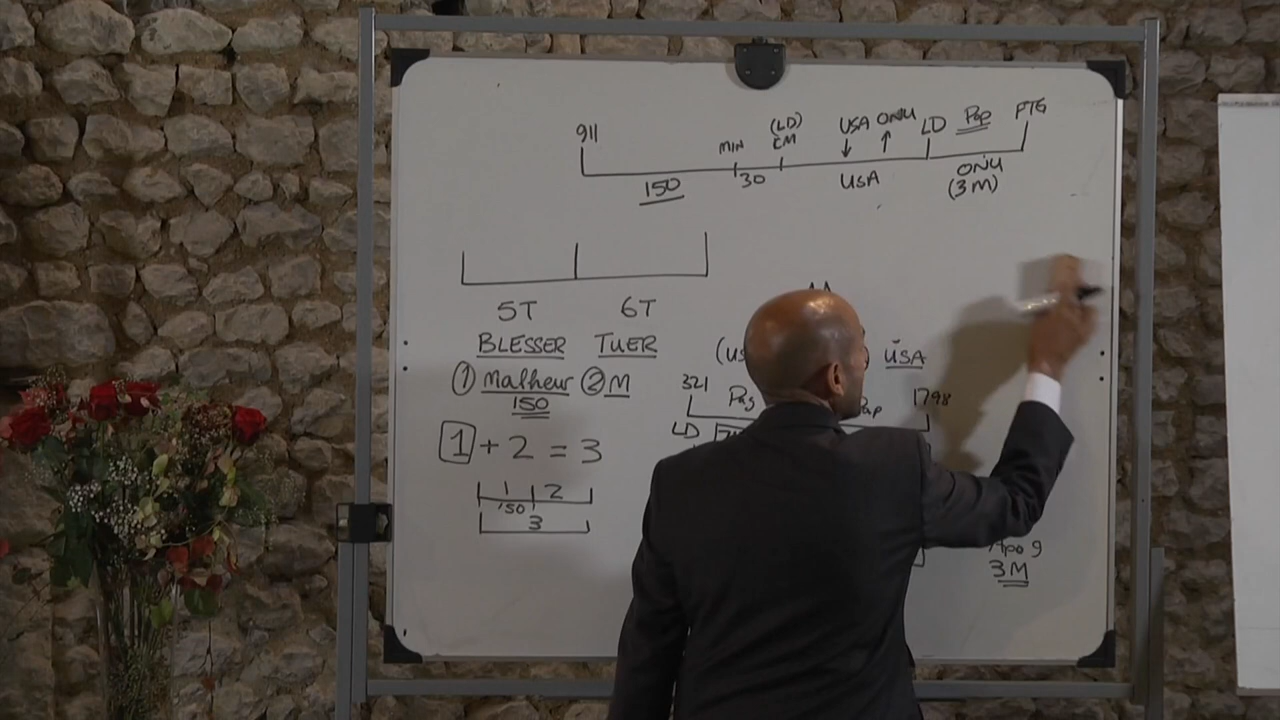 911 MIN (LD) USA ONU LD Pap FTG
CM
150 30 USA ONU
(3M)
5T 6T
BLESSER TUER
① Malheur ② M
150
1 + 2 = 3
1 2
150
3
USA
321 1798
LD
Apo 9
3M